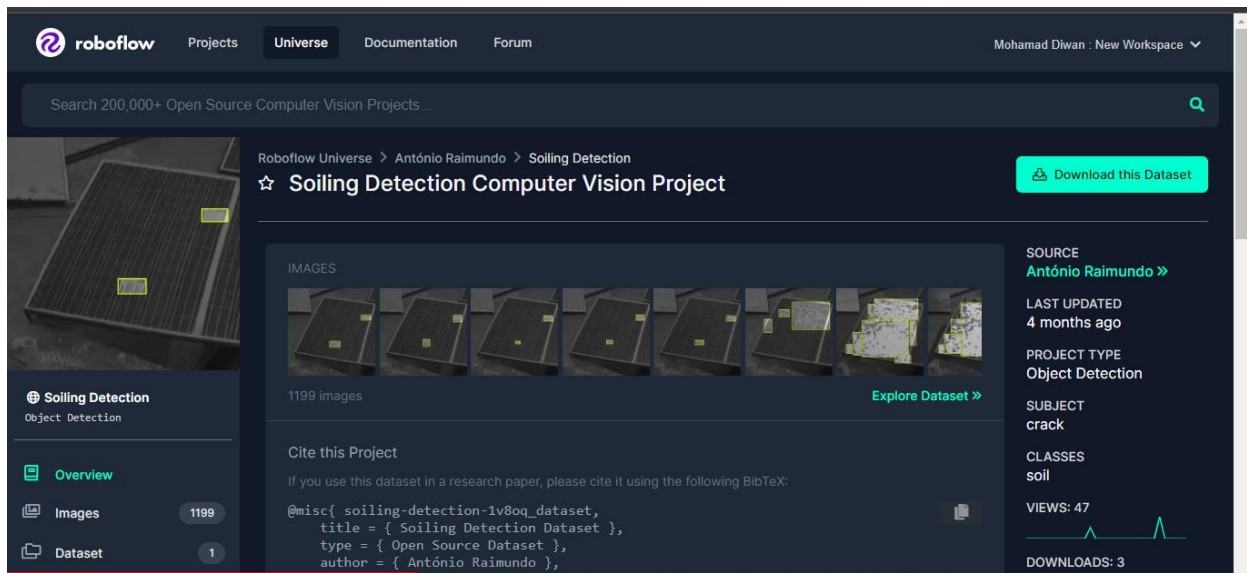 roboflow Projects Universe Documentation Forum Mohamad Diwan : New Workspace
Search 200,000+ Open Source Computer Vision Projects...
Roboflow Universe > António Raimundo > Soiling Detection
Soiling Detection Computer Vision Project
Download this Dataset
Soiling Detection
Object Detection
Overview
Images 1199
Dataset 1
IMAGES
1199 images
Explore Dataset »
Cite this Project
If you use this dataset in a research paper, please cite it using the following BibTeX:
@misc{ soiling-detection-1v8oq_dataset,
title = { Soiling Detection Dataset },
type = { Open Source Dataset },
author = { António Raimundo },
SOURCE
António Raimundo »
LAST UPDATED
4 months ago
PROJECT TYPE
Object Detection
SUBJECT
crack
CLASSES
soil
VIEWS: 47
DOWNLOADS: 3